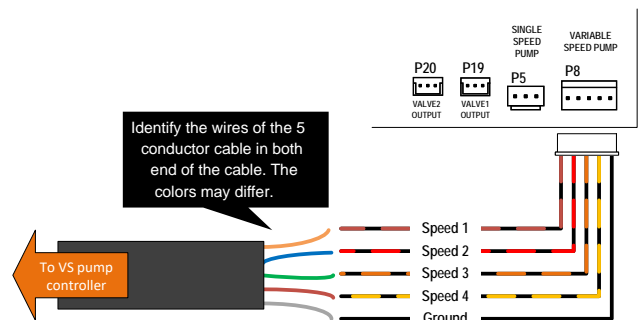 SINGLE
SPEED
PUMP
VARIABLE
SPEED PUMP
P20
P19
P5
P8
VALVE2
OUTPUT
VALVE1
OUTPUT
Identify the wires of the 5
conductor cable in both
end of the cable. The
colors may differ.
Speed 1
Speed 2
Speed 3
Speed 4
Ground
To VS pump
controller